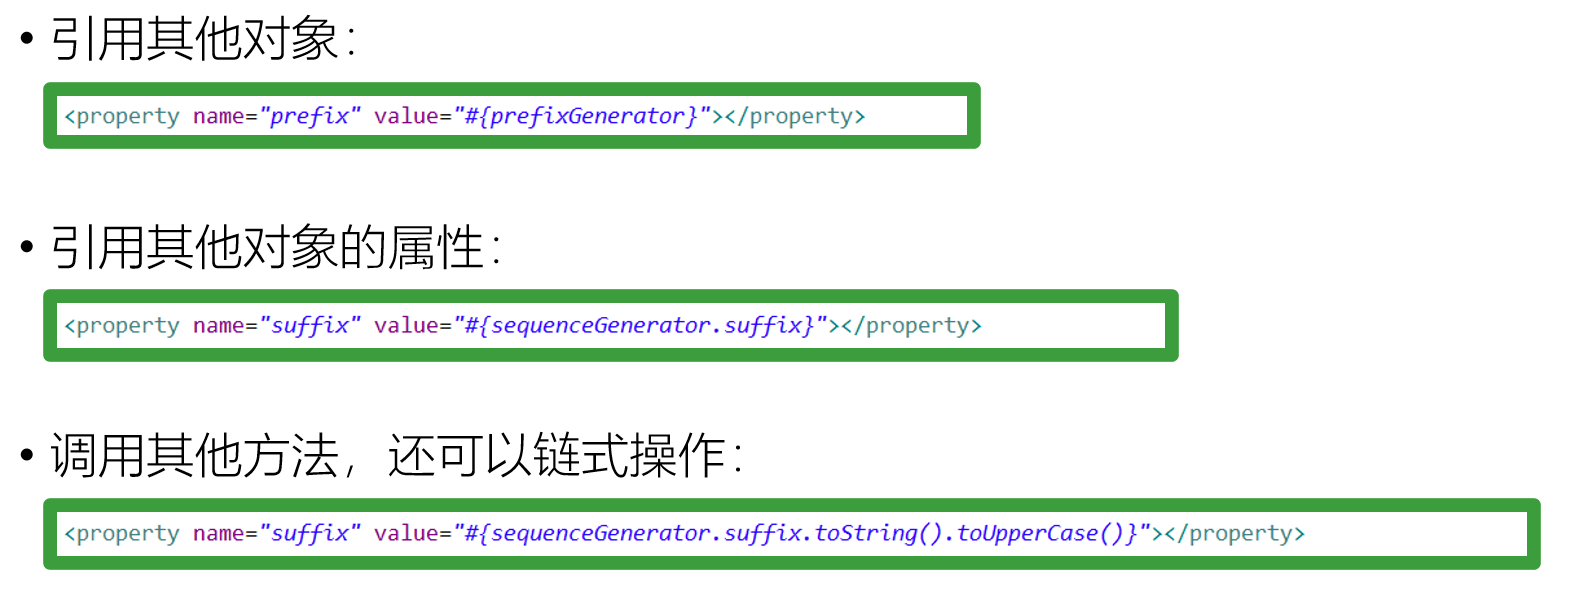 • 引用其他对象：
<property name="prefix" value="#{prefixGenerator}"></property>
• 引用其他对象的属性：
<property name="suffix" value="#{sequenceGenerator.suffix}"></property>
• 调用其他方法，还可以链式操作：
<property name="suffix" value="#{sequenceGenerator.suffix.toString().toUpperCase()}"></property>